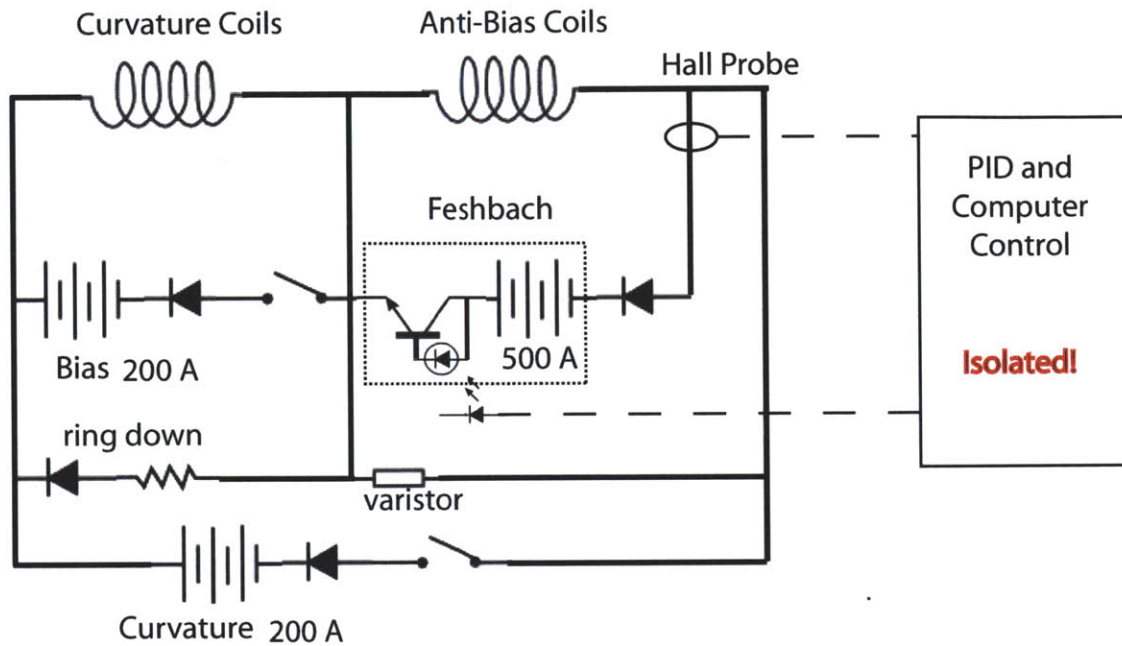 Curvature Coils
Anti-Bias Coils
Hall Probe
PID and
Computer
Control
Isolated!
Feshbach
500 A
Bias 200 A
ring down
varistor
Curvature 200 A